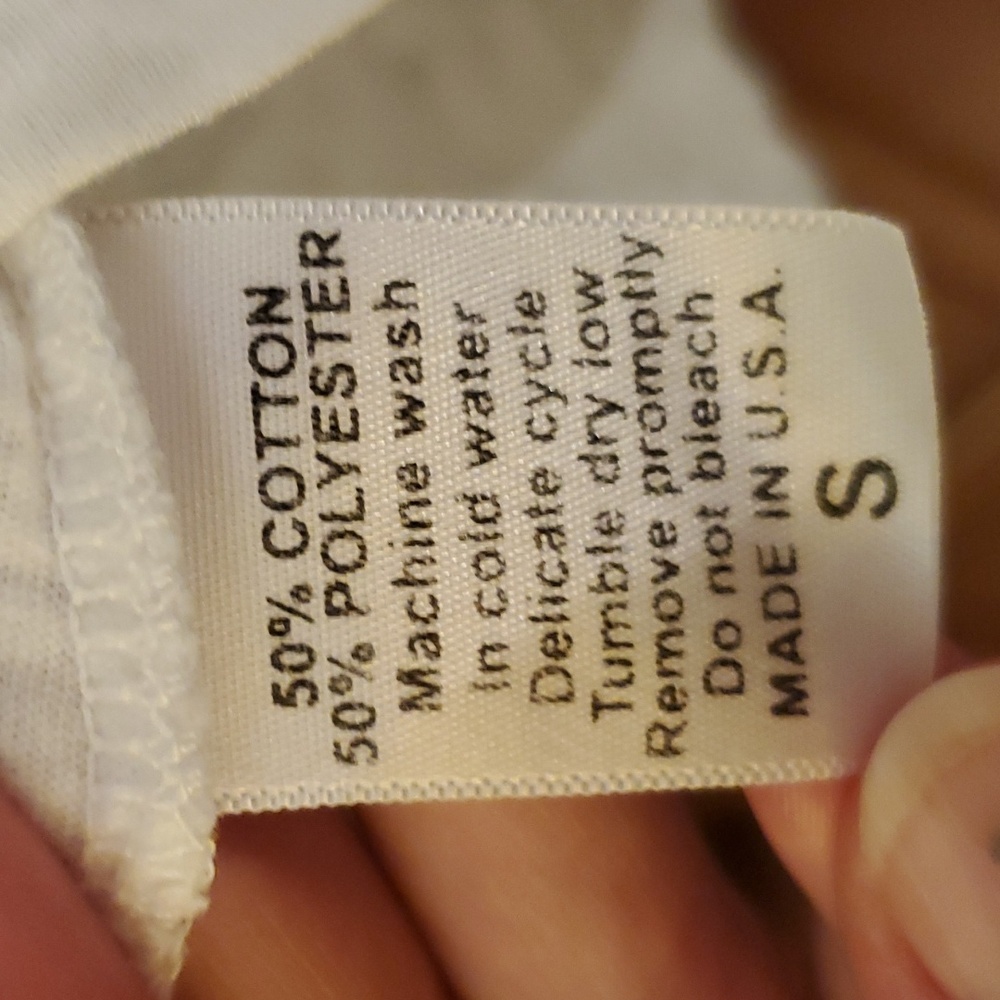 50% COTTON
50% POLYESTER
Machine wash
In cold water
Delicate cycle
Tumble dry low
Remove promptly
Do not bleach
MADE IN U.S.A.
S